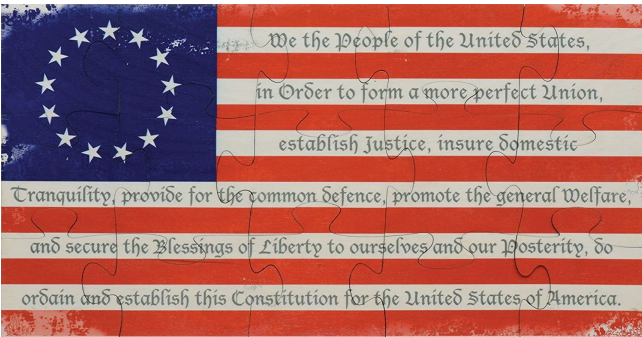 We the People of the United States,
in Order to form a more perfect Union,
establish Justice, insure domestic
Tranquility, provide for the common defence, promote the general Welfare,
and secure the Blessings of Liberty to ourselves and our Posterity, do
ordain and establish this Constitution for the United States of America.